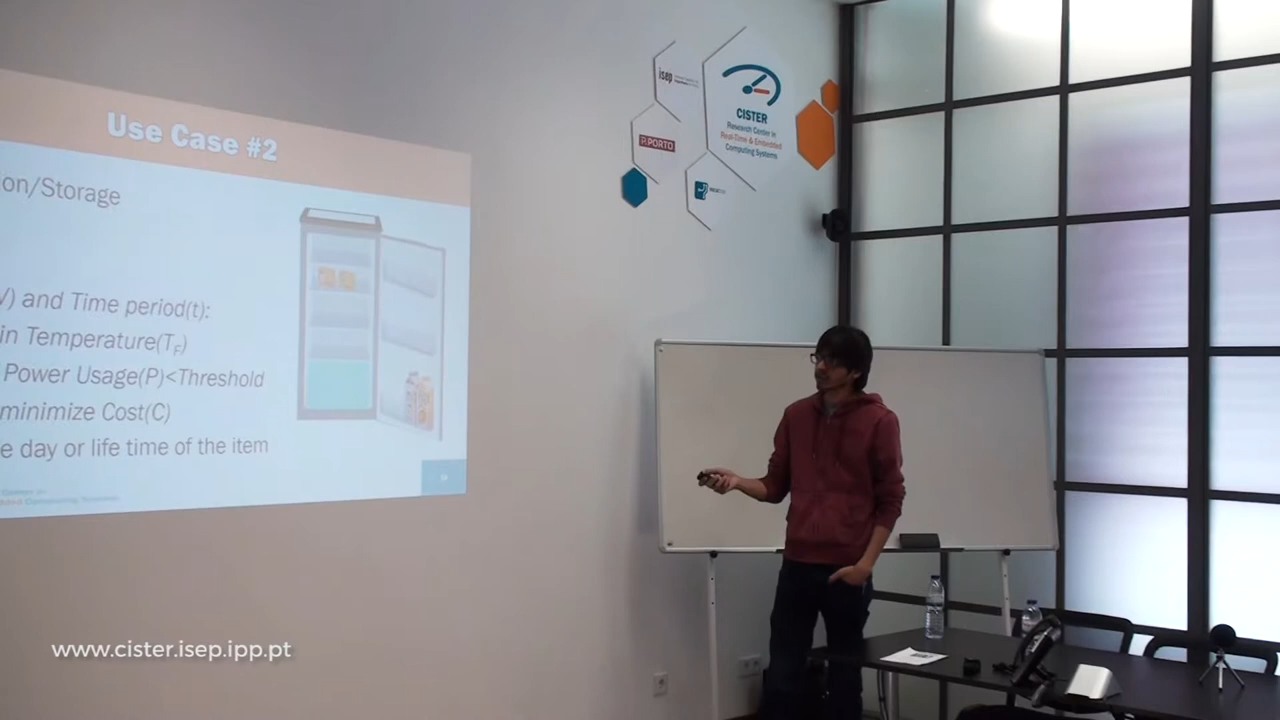 Use Case #2
ion/Storage
V) and Time period(t):
in Temperature(TF)
Power Usage(P)<Threshold
minimize Cost(C)
e day or life time of the item
isep
CISTER
Research Center in
Real-Time & Embedded
Computing Systems
P.PORTO
www.cister.isep.ipp.pt